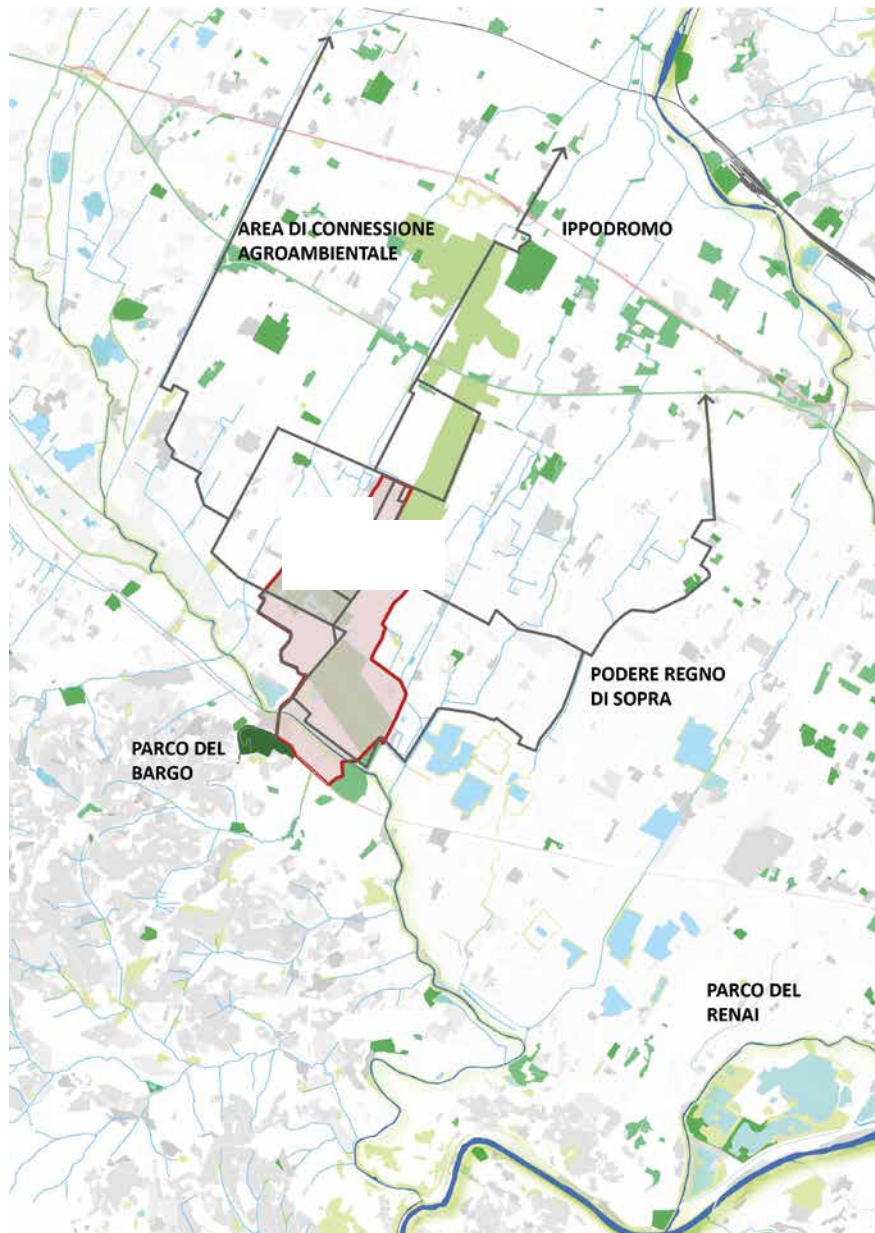 AREA DI CONNESSIONE
AGROAMBIENTALE
IPPODROMO
PODERE REGNO
DI SOPRA
PARCO DEL
BARGO
PARCO DEL
RENAI